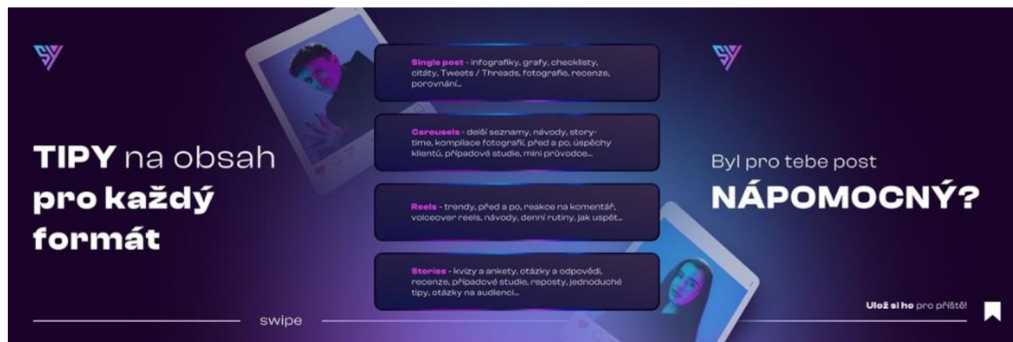 SY
TIPY na obsah
pro každý
formát
swipe
Single post - infografiky, grafy, checklisty,
citáty, Tweets / Threads, fotografie, recenze,
porovnání...
Carousels - delší seznamy, návody, story-
time, kompilace fotografií, před a po, úspěchy
klientů, případové studie, mini průvodce...
Reels - trendy, před a po, reakce na komentář,
voiceover reels, návody, denní rutiny, jak uspět...
Stories - kvízy a ankety, otázky a odpovědi,
recenze, případové studie, reposty, jednoduché
tipy, otázky na audienci...
SY
Byl pro tebe post
NÁPOMOCNÝ?
Ulož si ho pro příště!